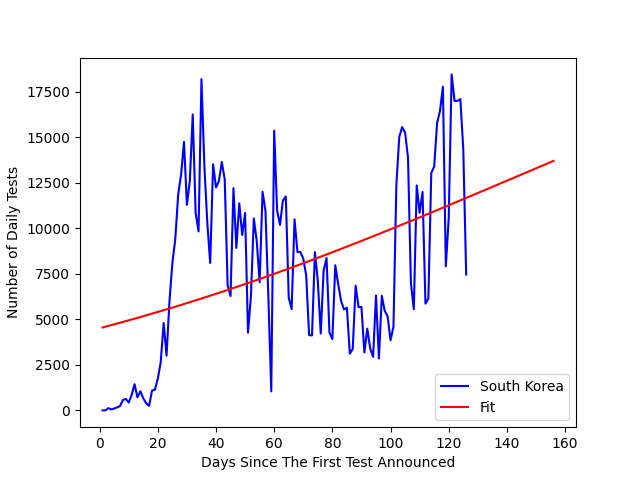 17500
15000
12500
10000
7500
5000
2500
0
Number of Daily Tests
South Korea
Fit
0 20 40 60 80 100 120 140 160
Days Since The First Test Announced